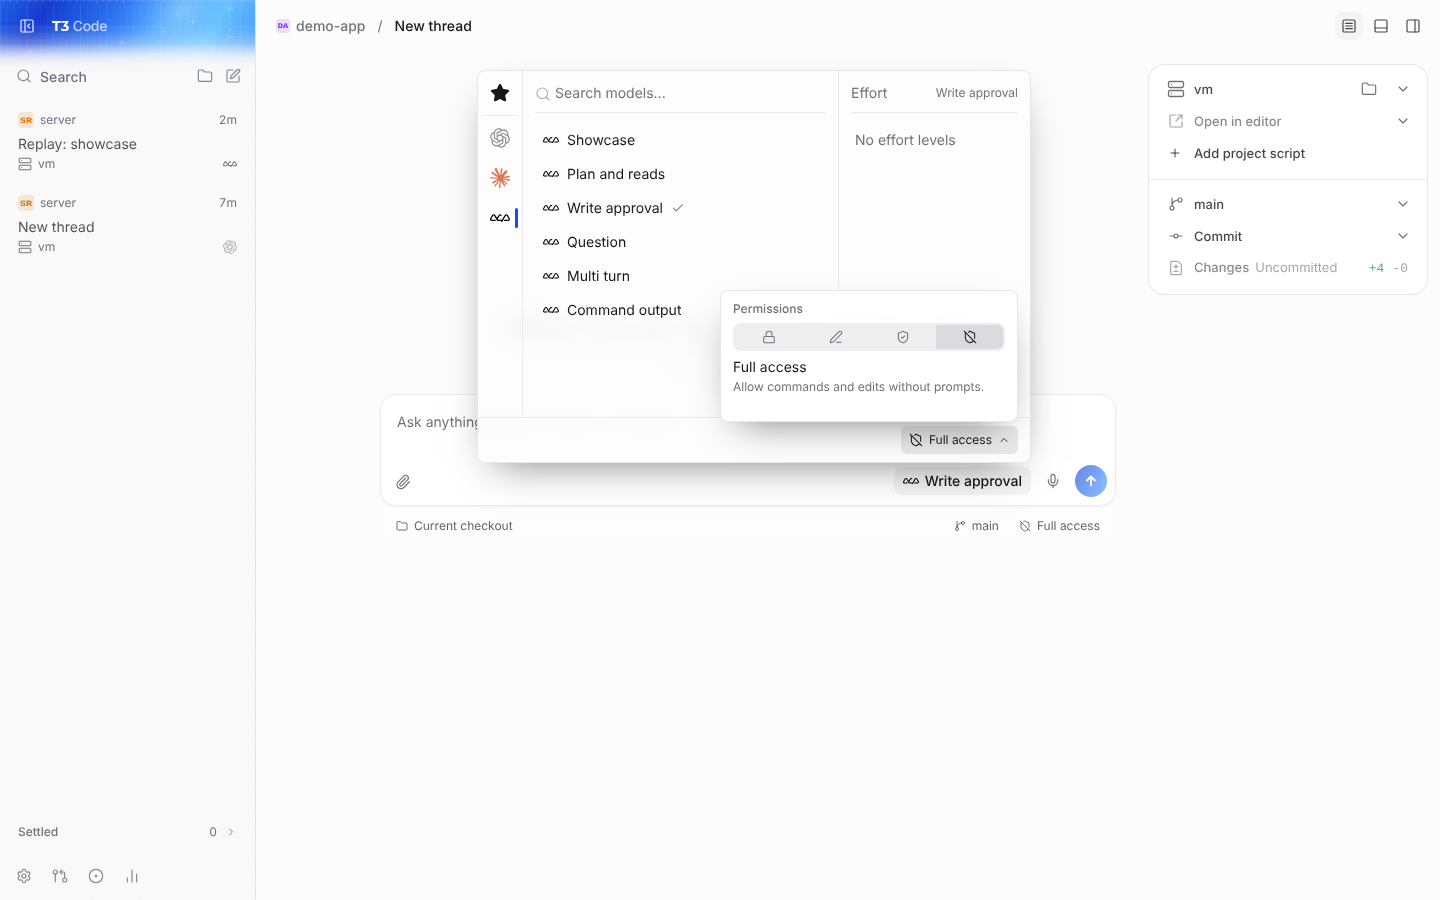 T3 Code
Search
SR server 2m
Replay: showcase
vm
SR server 7m
New thread
vm
Settled 0
DA demo-app / New thread
Search models...
Showcase
Plan and reads
Write approval
Question
Multi turn
Command output
Effort Write approval
No effort levels
Permissions
Full access
Allow commands and edits without prompts.
Full access
Ask anything
Write approval
Current checkout
main
Full access
vm
Open in editor
Add project script
main
Commit
Changes Uncommitted +4 -0